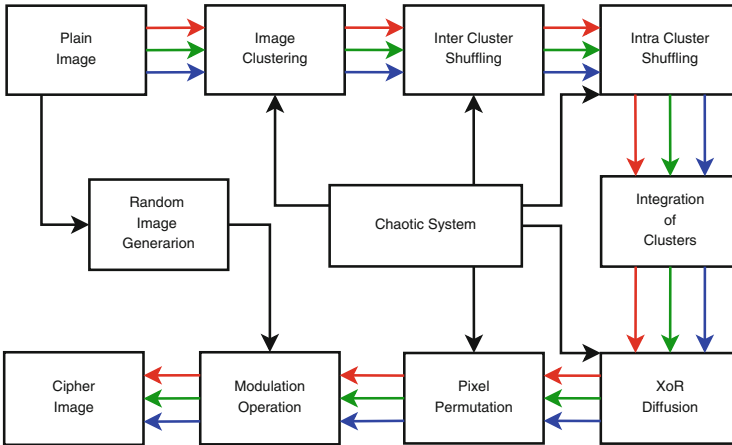 Plain
Image
Image
Clustering
Inter Cluster
Shuffling
Intra Cluster
Shuffling
Random
Image
Generarion
Chaotic System
Integration
of
Clusters
Cipher
Image
Modulation
Operation
Pixel
Permutation
XoR
Diffusion